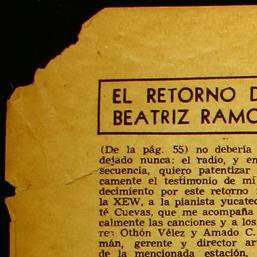 EL RETORNO D
BEATRIZ RAMO
(De la pág. 55) no debería
dejado nunca: el radio, y en
secuencia, quiero patentizar
camente el testimonio de mi
decimiento por este retorno
la XEW, a la pianista yucate
té Cuevas, que me acompaña
calmente las canciones y a los
res Othón Vélez y Amado C.
mán, gerente y director ar
de la mencionada estación.